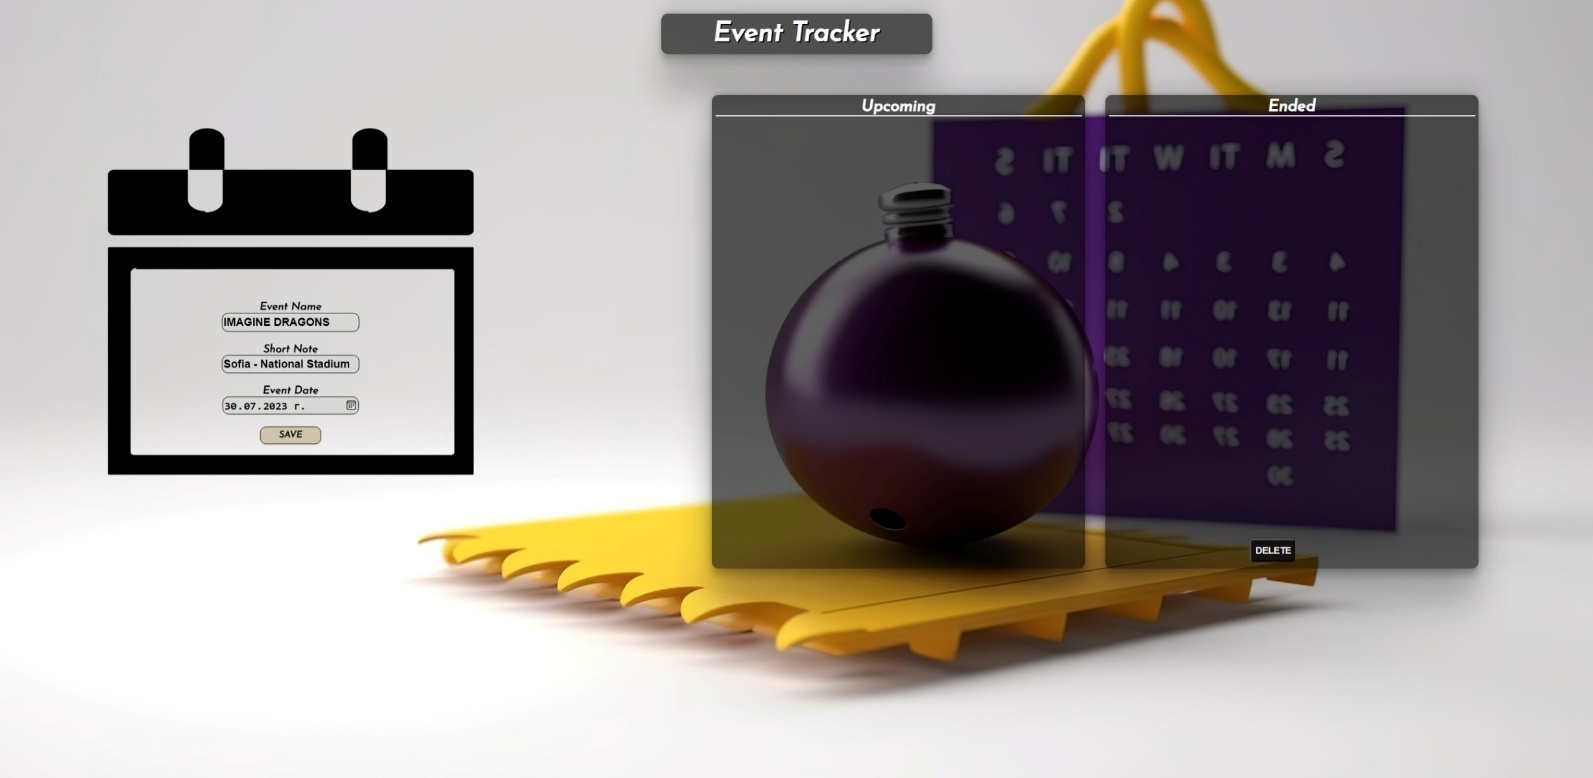 Event Tracker
Event Name
IMAGINE DRAGONS
Short Note
Sofia - National Stadium
Event Date
30.07.2023 г.
SAVE
Upcoming
Ended
DELETE